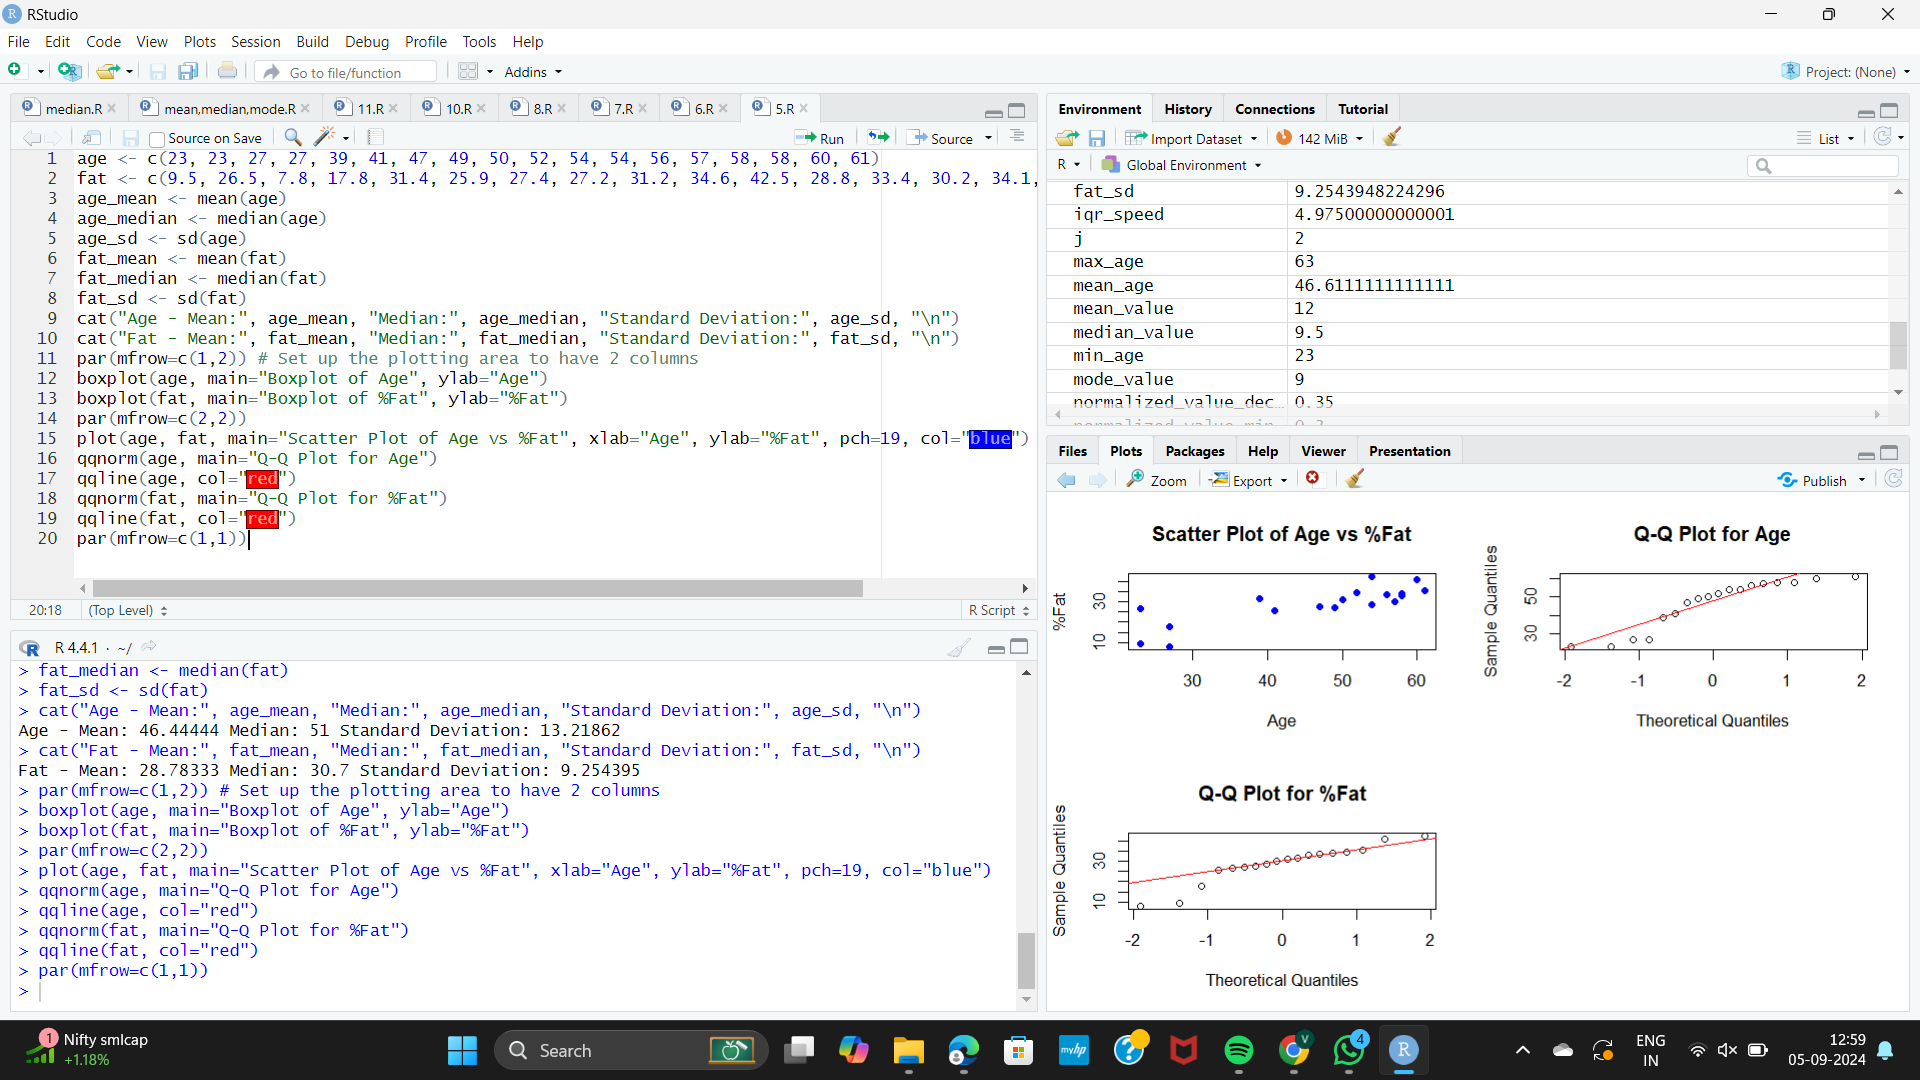 RStudio
File Edit Code View Plots Session Build Debug Profile Tools Help
Go to file/function Addins Project: (None)
median.R mean,median,mode.R 11.R 10.R 8.R 7.R 6.R 5.R
Source on Save Run Source
1 age <- c(23, 23, 27, 27, 39, 41, 47, 49, 50, 52, 54, 54, 56, 57, 58, 58, 60, 61)
2 fat <- c(9.5, 26.5, 7.8, 17.8, 31.4, 25.9, 27.4, 27.2, 31.2, 34.6, 42.5, 28.8, 33.4, 30.2, 34.1,
3 age_mean <- mean(age)
4 age_median <- median(age)
5 age_sd <- sd(age)
6 fat_mean <- mean(fat)
7 fat_median <- median(fat)
8 fat_sd <- sd(fat)
9 cat("Age - Mean:", age_mean, "Median:", age_median, "Standard Deviation:", age_sd, "\n")
10 cat("Fat - Mean:", fat_mean, "Median:", fat_median, "Standard Deviation:", fat_sd, "\n")
11 par(mfrow=c(1,2)) # Set up the plotting area to have 2 columns
12 boxplot(age, main="Boxplot of Age", ylab="Age")
13 boxplot(fat, main="Boxplot of %Fat", ylab="%Fat")
14 par(mfrow=c(2,2))
15 plot(age, fat, main="Scatter Plot of Age vs %Fat", xlab="Age", ylab="%Fat", pch=19, col="blue")
16 qqnorm(age, main="Q-Q Plot for Age")
17 qqline(age, col="red")
18 qqnorm(fat, main="Q-Q Plot for %Fat")
19 qqline(fat, col="red")
20 par(mfrow=c(1,1))
20:18 (Top Level) R Script
R 4.4.1 · ~/
> fat_median <- median(fat)
> fat_sd <- sd(fat)
> cat("Age - Mean:", age_mean, "Median:", age_median, "Standard Deviation:", age_sd, "\n")
Age - Mean: 46.44444 Median: 51 Standard Deviation: 13.21862
> cat("Fat - Mean:", fat_mean, "Median:", fat_median, "Standard Deviation:", fat_sd, "\n")
Fat - Mean: 28.78333 Median: 30.7 Standard Deviation: 9.254395
> par(mfrow=c(1,2)) # Set up the plotting area to have 2 columns
> boxplot(age, main="Boxplot of Age", ylab="Age")
> boxplot(fat, main="Boxplot of %Fat", ylab="%Fat")
> par(mfrow=c(2,2))
> plot(age, fat, main="Scatter Plot of Age vs %Fat", xlab="Age", ylab="%Fat", pch=19, col="blue")
> qqnorm(age, main="Q-Q Plot for Age")
> qqline(age, col="red")
> qqnorm(fat, main="Q-Q Plot for %Fat")
> qqline(fat, col="red")
> par(mfrow=c(1,1))
>
Environment History Connections Tutorial
Import Dataset 142 MiB List
R Global Environment
fat_sd 9.2543948224296
iqr_speed 4.97500000000001
j 2
max_age 63
mean_age 46.6111111111111
mean_value 12
median_value 9.5
min_age 23
mode_value 9
normalized_value_dec… 0.35
Files Plots Packages Help Viewer Presentation
Zoom Export Publish
Scatter Plot of Age vs %Fat
%Fat
30
10
30 40 50 60
Age
Q-Q Plot for Age
Sample Quantiles
50
30
-2 -1 0 1 2
Theoretical Quantiles
Q-Q Plot for %Fat
Sample Quantiles
30
10
-2 -1 0 1 2
Theoretical Quantiles
1 Nifty smlcap
+1.18%
Search
myhp
V
4
R
ENG
IN
12:59
05-09-2024